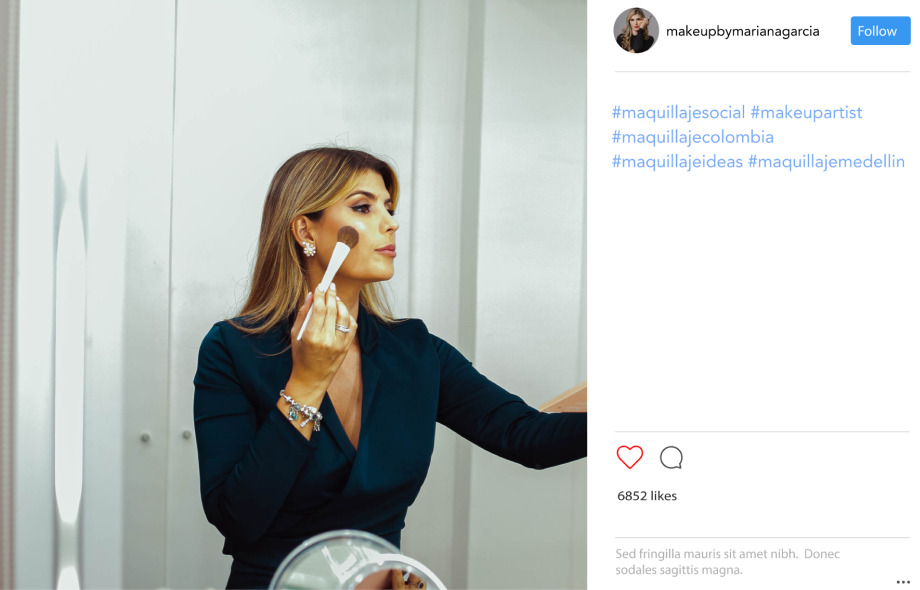 makeupbymarianagarcia
Follow
#maquillajesocial #makeupartist
#maquillajecolombia
#maquillajeideas #maquillajemedellin
6852 likes
Sed fringilla mauris sit amet nibh. Donec
sodales sagittis magna.